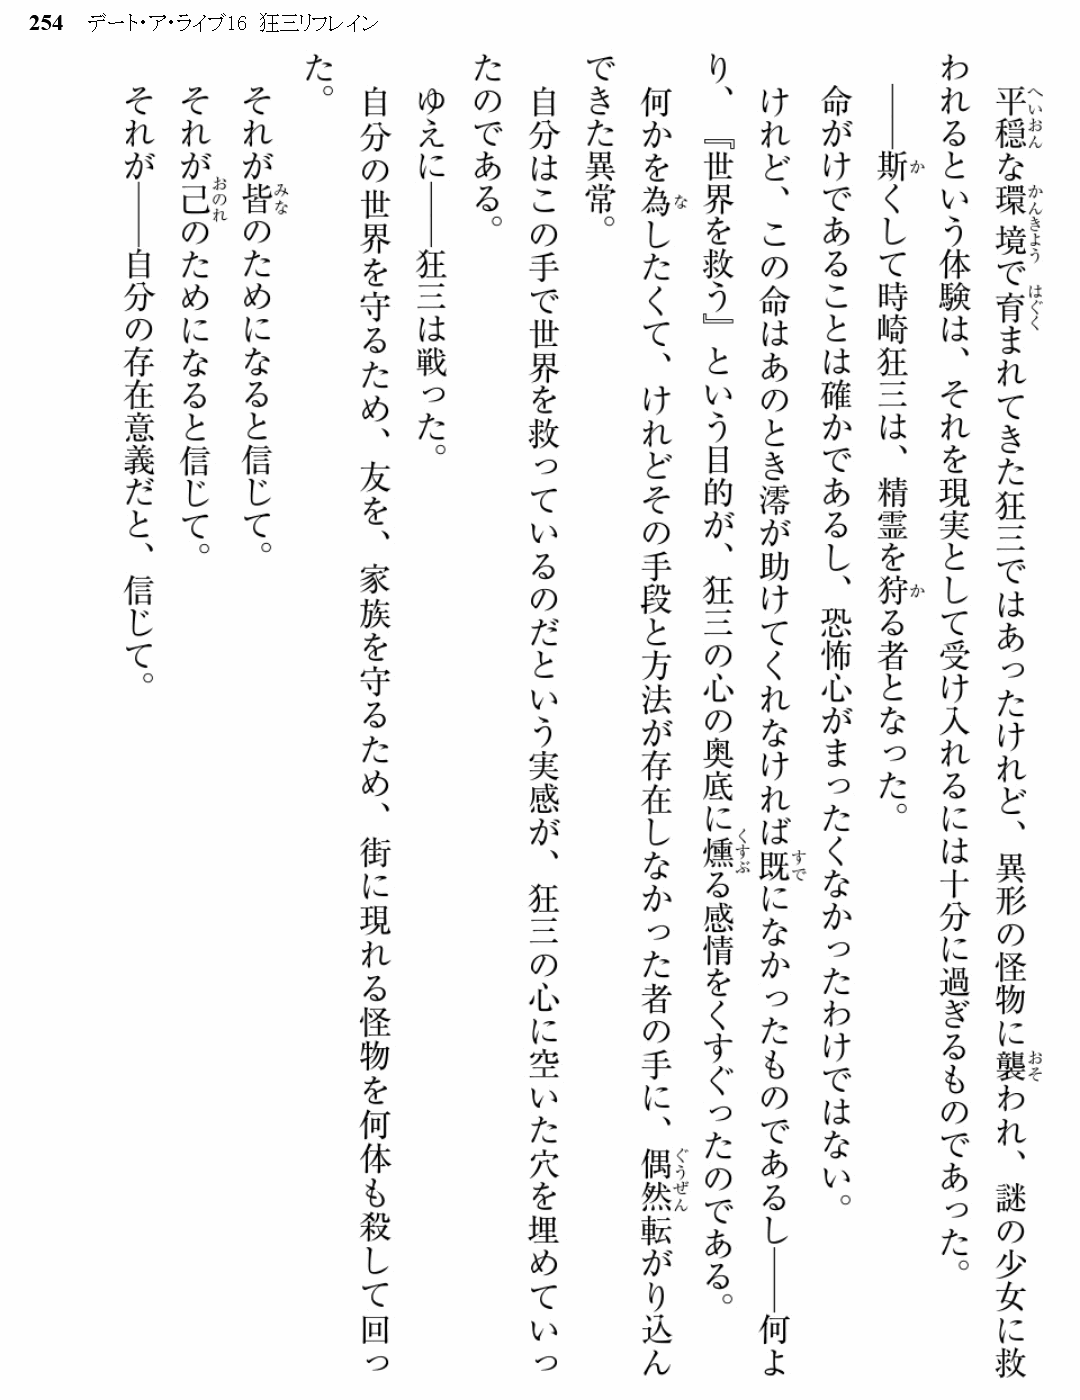 254 デート・ア・ライブ16 狂三リフレイン
平穏な環境で育まれてきた狂三ではあったけれど、異形の怪物に襲われ、謎の少女に救
われるという体験は、それを現実として受け入れるには十分に過ぎるものであった。
――斯くして時崎狂三は、精霊を狩る者となった。
命がけであることは確かであるし、恐怖心がまったくなかったわけではない。
けれど、この命はあのとき澪が助けてくれなければ既になかったものであるし――何よ
り、『世界を救う』という目的が、狂三の心の奥底に燻る感情をくすぐったのである。
何かを為したくて、けれどその手段と方法が存在しなかった者の手に、偶然転がり込ん
できた異常。
自分はこの手で世界を救っているのだという実感が、狂三の心に空いた穴を埋めていっ
たのである。
ゆえに――狂三は戦った。
自分の世界を守るため、友を、家族を守るため、街に現れる怪物を何体も殺して回っ
た。
それが皆のためになると信じて。
それが己のためになると信じて。
それが――自分の存在意義だと、信じて。